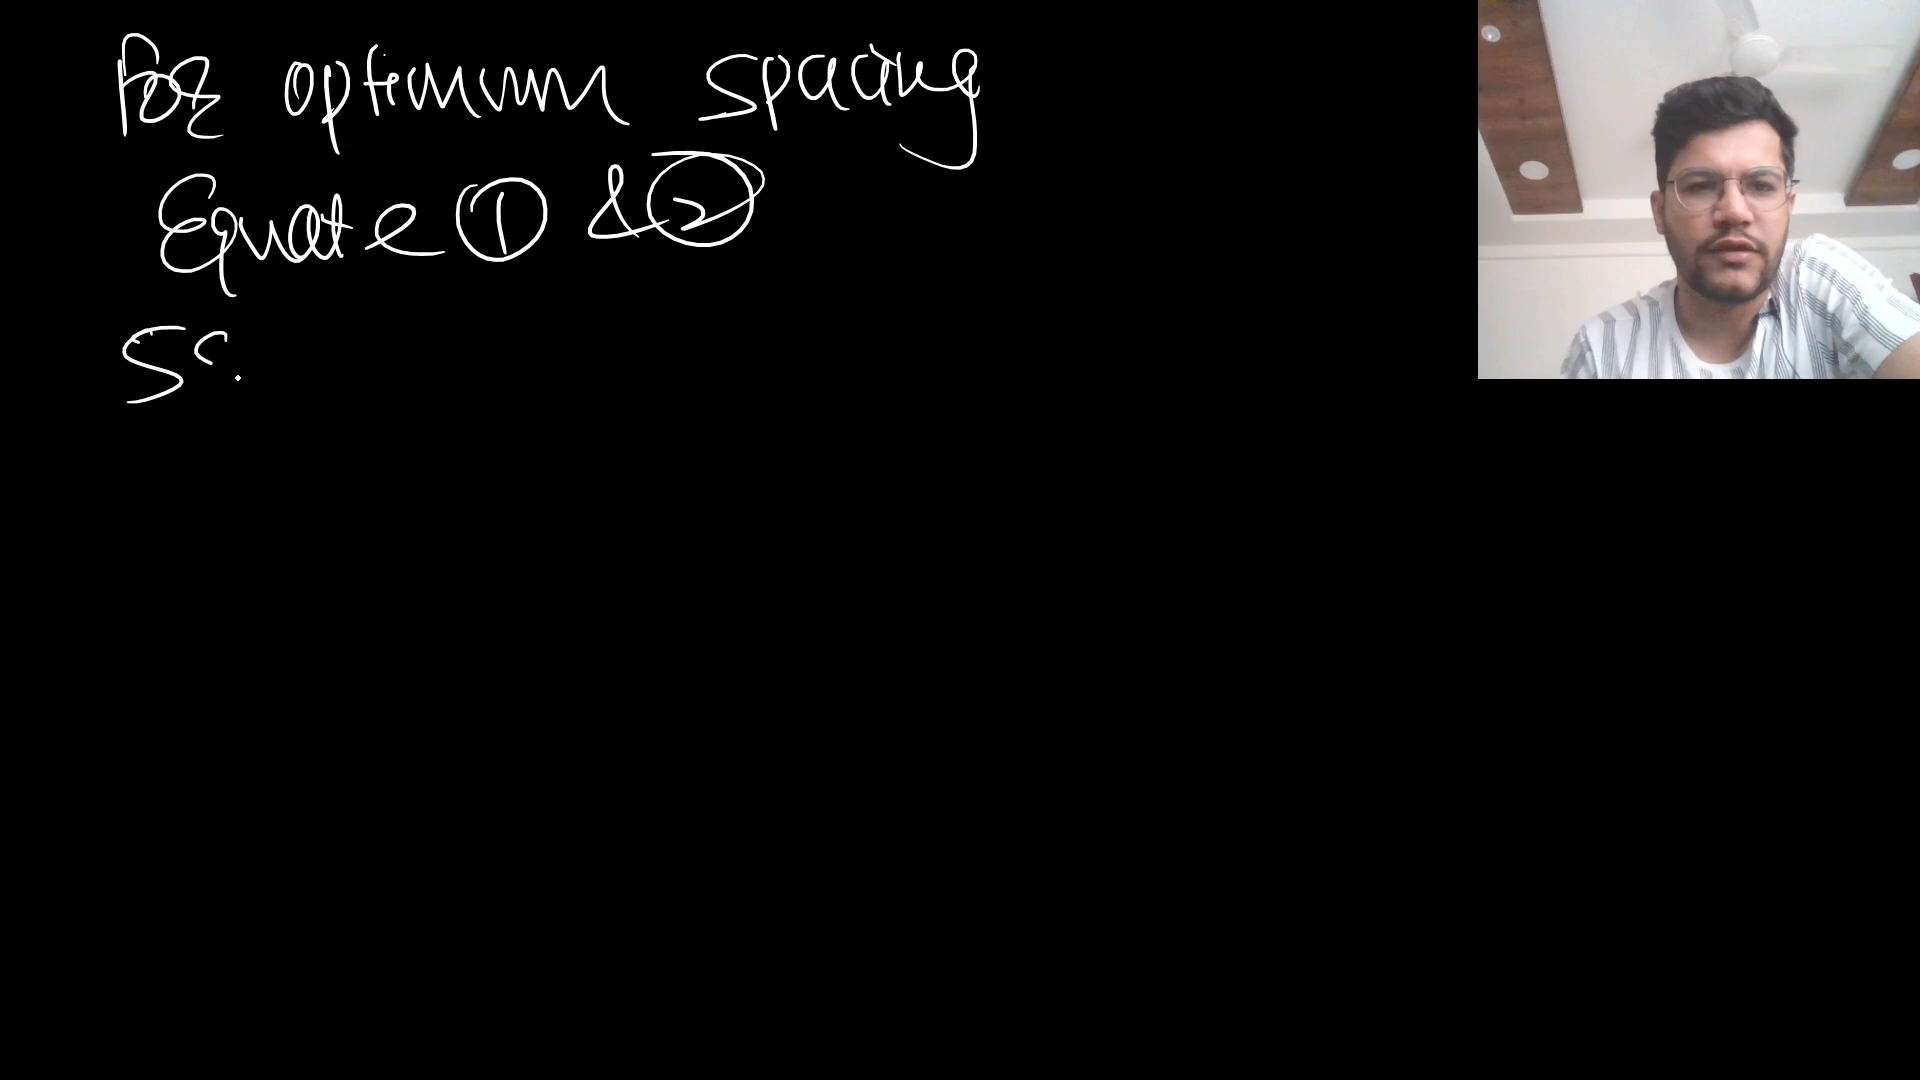 For optimum spacing
Equate ① & ②